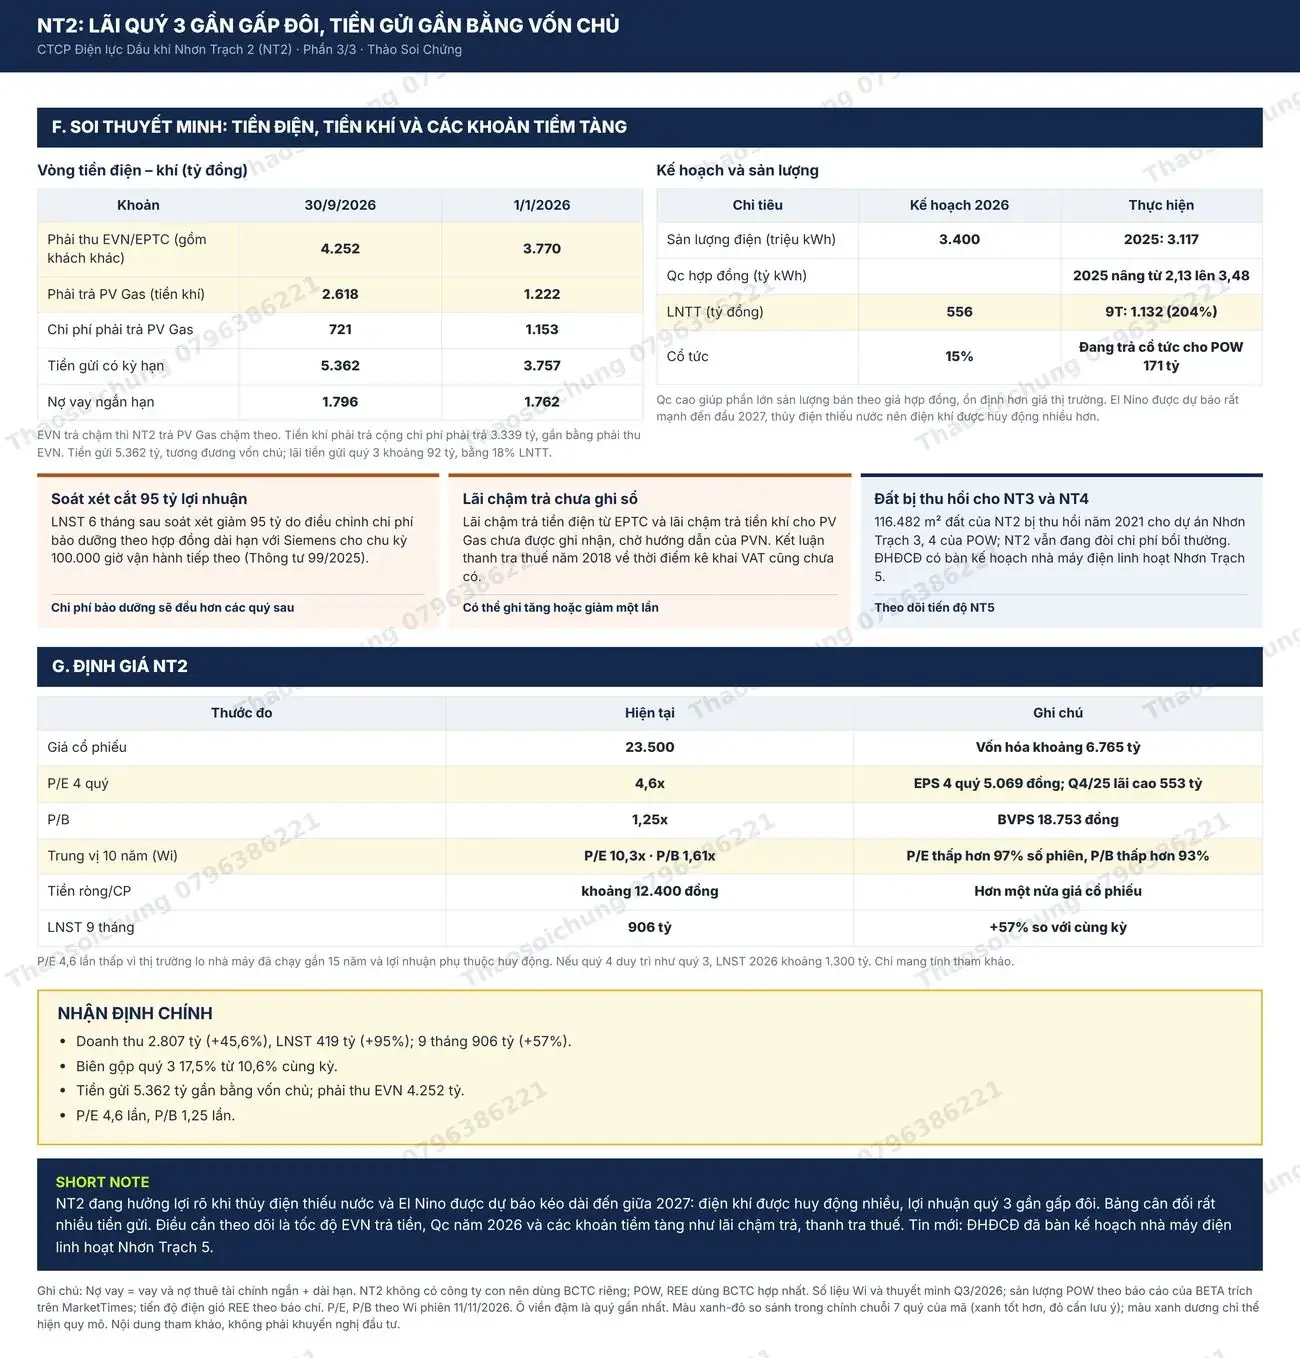 NT2: LÃI QUÝ 3 GẦN GẤP ĐÔI, TIỀN GỬI GẦN BẰNG VỐN CHỦ
CTCP Điện lực Dầu khí Nhơn Trạch 2 (NT2) · Phần 3/3 · Thảo Soi Chứng
F. SOI THUYẾT MINH: TIỀN ĐIỆN, TIỀN KHÍ VÀ CÁC KHOẢN TIỀM TÀNG
Vòng tiền điện – khí (tỷ đồng)
Khoản 30/9/2026 1/1/2026
Phải thu EVN/EPTC (gồm
khách khác) 4.252 3.770
Phải trả PV Gas (tiền khí) 2.618 1.222
Chi phí phải trả PV Gas 721 1.153
Tiền gửi có kỳ hạn 5.362 3.757
Nợ vay ngắn hạn 1.796 1.762
EVN trả chậm thì NT2 trả PV Gas chậm theo. Tiền khí phải trả cộng chi phí phải trả 3.339 tỷ, gần bằng phải thu
EVN. Tiền gửi 5.362 tỷ, tương đương vốn chủ; lãi tiền gửi quý 3 khoảng 92 tỷ, bằng 18% LNTT.
Kế hoạch và sản lượng
Chỉ tiêu Kế hoạch 2026 Thực hiện
Sản lượng điện (triệu kWh) 3.400 2025: 3.117
Qc hợp đồng (tỷ kWh) 2025 nâng từ 2,13 lên 3,48
LNTT (tỷ đồng) 556 9T: 1.132 (204%)
Cổ tức 15% Đang trả cổ tức cho POW
171 tỷ
Qc cao giúp phần lớn sản lượng bán theo giá hợp đồng, ổn định hơn giá thị trường. El Nino được dự báo rất
mạnh đến đầu 2027, thủy điện thiếu nước nên điện khí được huy động nhiều hơn.
Soát xét cắt 95 tỷ lợi nhuận
LNST 6 tháng sau soát xét giảm 95 tỷ do điều chỉnh chi phí
bảo dưỡng theo hợp đồng dài hạn với Siemens cho chu kỳ
100.000 giờ vận hành tiếp theo (Thông tư 99/2025).
Chi phí bảo dưỡng sẽ đều hơn các quý sau
Lãi chậm trả chưa ghi sổ
Lãi chậm trả tiền điện từ EPTC và lãi chậm trả tiền khí cho PV
Gas chưa được ghi nhận, chờ hướng dẫn của PVN. Kết luận
thanh tra thuế năm 2018 về thời điểm kê khai VAT cũng chưa
có.
Có thể ghi tăng hoặc giảm một lần
Đất bị thu hồi cho NT3 và NT4
116.482 m² đất của NT2 bị thu hồi năm 2021 cho dự án Nhơn
Trạch 3, 4 của POW; NT2 vẫn đang đòi chi phí bồi thường.
ĐHĐCĐ có bàn kế hoạch nhà máy điện linh hoạt Nhơn Trạch
5.
Theo dõi tiến độ NT5
G. ĐỊNH GIÁ NT2
Thước đo Hiện tại Ghi chú
Giá cổ phiếu 23.500 Vốn hóa khoảng 6.765 tỷ
P/E 4 quý 4,6x EPS 4 quý 5.069 đồng; Q4/25 lãi cao 553 tỷ
P/B 1,25x BVPS 18.753 đồng
Trung vị 10 năm (Wi) P/E 10,3x · P/B 1,61x P/E thấp hơn 97% số phiên, P/B thấp hơn 93%
Tiền ròng/CP khoảng 12.400 đồng Hơn một nửa giá cổ phiếu
LNST 9 tháng 906 tỷ +57% so với cùng kỳ
P/E 4,6 lần thấp vì thị trường lo nhà máy đã chạy gần 15 năm và lợi nhuận phụ thuộc huy động. Nếu quý 4 duy trì như quý 3, LNST 2026 khoảng 1.300 tỷ. Chỉ mang tính tham khảo.
NHẬN ĐỊNH CHÍNH
• Doanh thu 2.807 tỷ (+45,6%), LNST 419 tỷ (+95%); 9 tháng 906 tỷ (+57%).
• Biên gộp quý 3 17,5% từ 10,6% cùng kỳ.
• Tiền gửi 5.362 tỷ gần bằng vốn chủ; phải thu EVN 4.252 tỷ.
• P/E 4,6 lần, P/B 1,25 lần.
SHORT NOTE
NT2 đang hưởng lợi rõ khi thủy điện thiếu nước và El Nino được dự báo kéo dài đến giữa 2027: điện khí được huy động nhiều, lợi nhuận quý 3 gần gấp đôi. Bảng cân đối rất
nhiều tiền gửi. Điều cần theo dõi là tốc độ EVN trả tiền, Qc năm 2026 và các khoản tiềm tàng như lãi chậm trả, thanh tra thuế. Tin mới: ĐHĐCĐ đã bàn kế hoạch nhà máy điện
linh hoạt Nhơn Trạch 5.
Ghi chú: Nợ vay = vay và nợ thuê tài chính ngắn + dài hạn. NT2 không có công ty con nên dùng BCTC riêng; POW, REE dùng BCTC hợp nhất. Số liệu Wi và thuyết minh Q3/2026; sản lượng POW theo báo cáo của BETA trích
trên MarketTimes; tiến độ điện gió REE theo báo chí. P/E, P/B theo Wi phiên 11/11/2026. Ô viền đậm là quý gần nhất. Màu xanh-đỏ so sánh trong chính chuỗi 7 quý của mã (xanh tốt hơn, đỏ cần lưu ý); màu xanh dương chỉ thể
hiện quy mô. Nội dung tham khảo, không phải khuyến nghị đầu tư.
Thaosoichung 0796386221